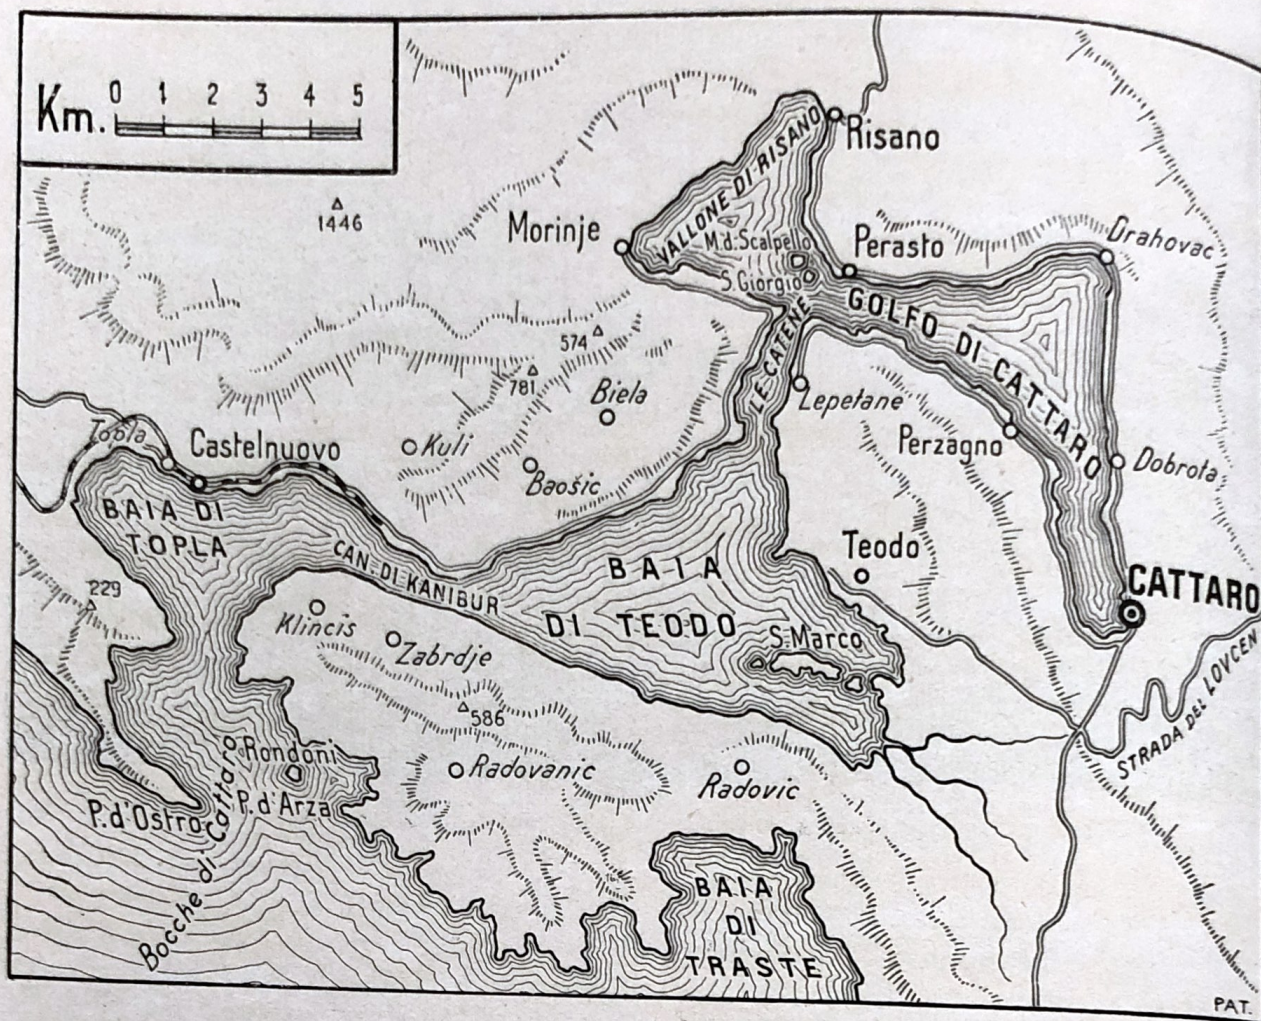 Km. 0 1 2 3 4 5
1446
Risano
VALLONE DI RISANO
Morinje
M.d.Scalpello
S.Giorgio
Perasto
Drahovac
GOLFO DI CATTARO
LE CATENE
574
781
Biela
Lepetane
Kuli
Perzagno
Topla
Castelnuovo
Baošic
Dobrota
BAIA DI
TOPLA
CAN. DI KANIBUR
BAIA
DI TEODO
Teodo
CATTARO
229
Klincis
Zabrdje
S.Marco
586
STRADA DEL LOVCEN
Rondoni
Radovanic
Radovic
P.d'Ostro
P.d'Arza
Bocche di Cattaro
BAIA
DI
TRASTE
PAT.